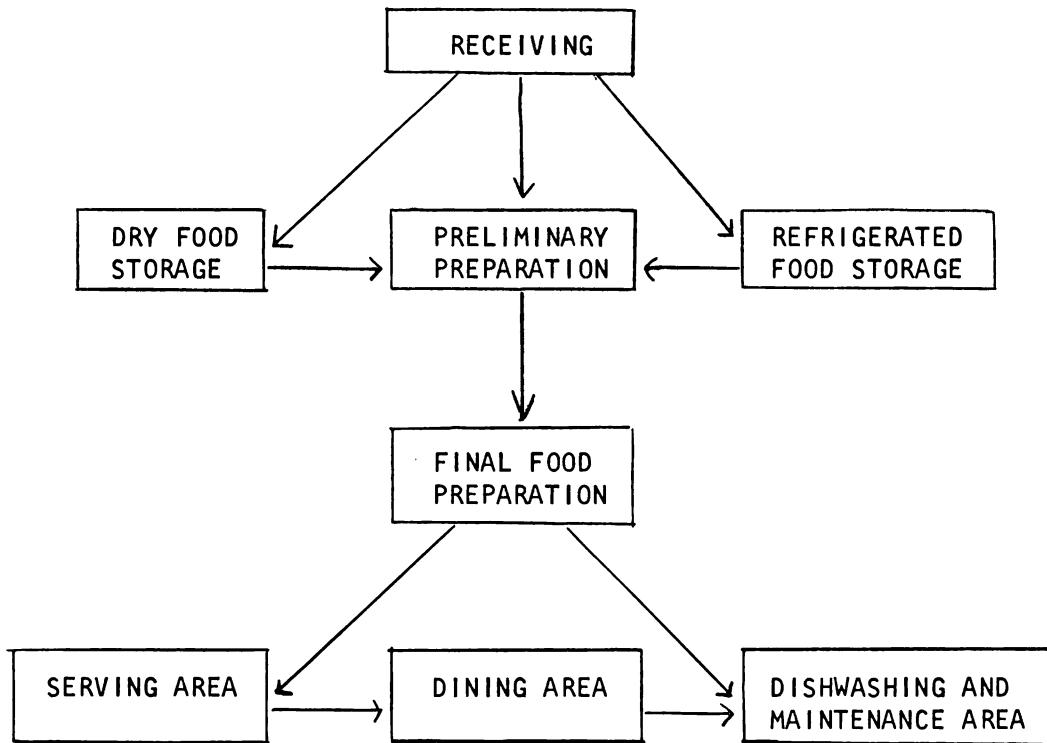 RECEIVING
DRY FOOD
STORAGE
PRELIMINARY
PREPARATION
REFRIGERATED
FOOD STORAGE
FINAL FOOD
PREPARATION
SERVING AREA
DINING AREA
DISHWASHING AND
MAINTENANCE AREA